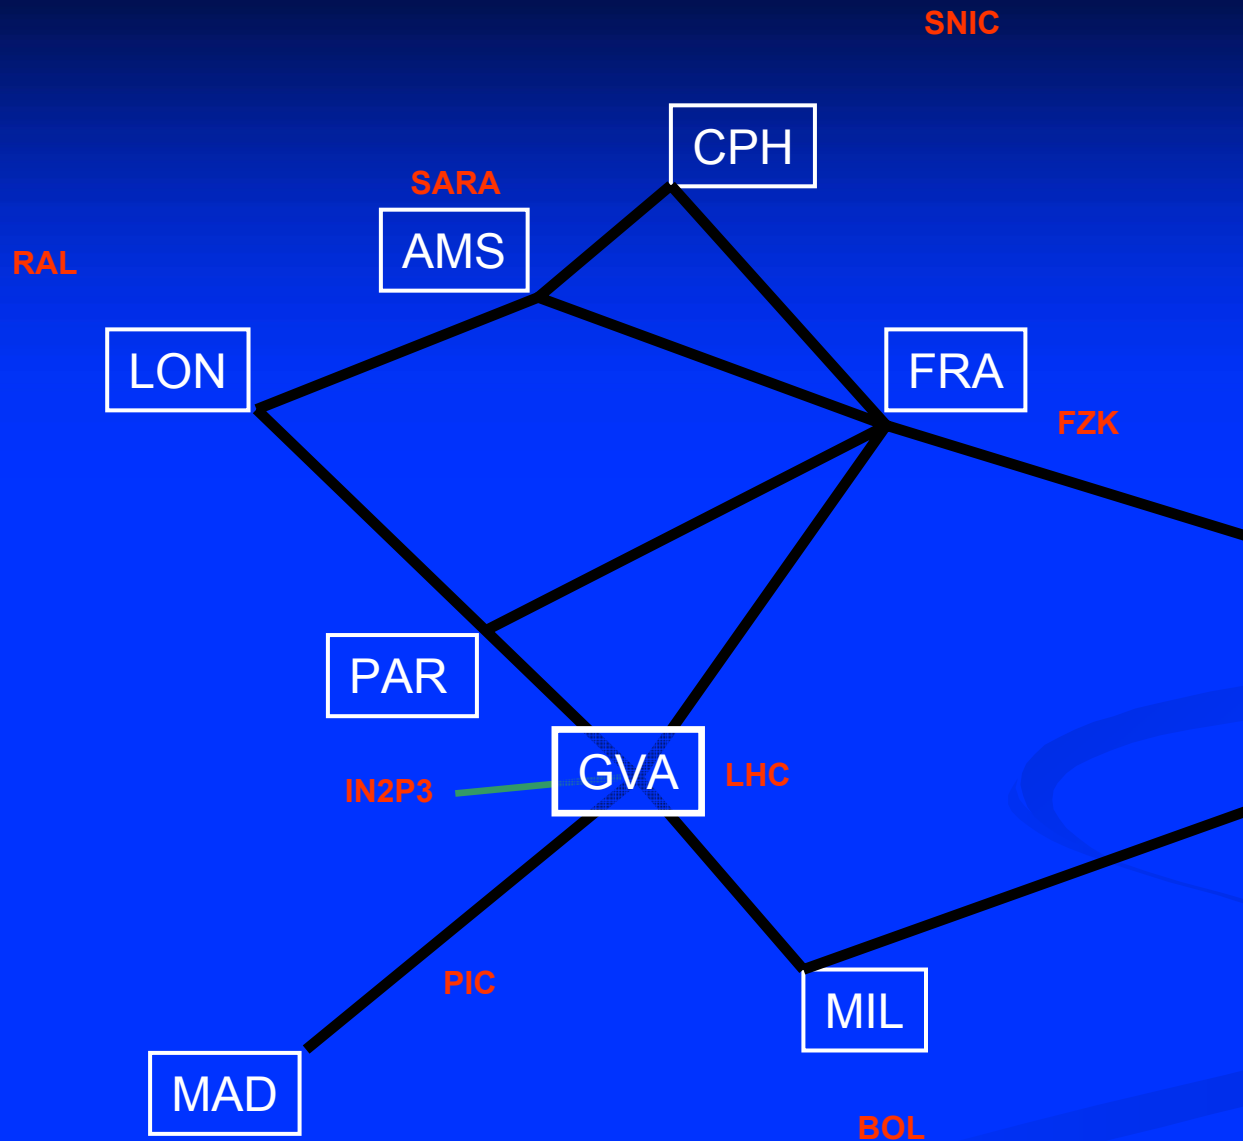 SNIC
CPH
SARA
AMS
RAL
LON
FRA
FZK
PAR
GVA
LHC
IN2P3
PIC
MIL
MAD
BOL